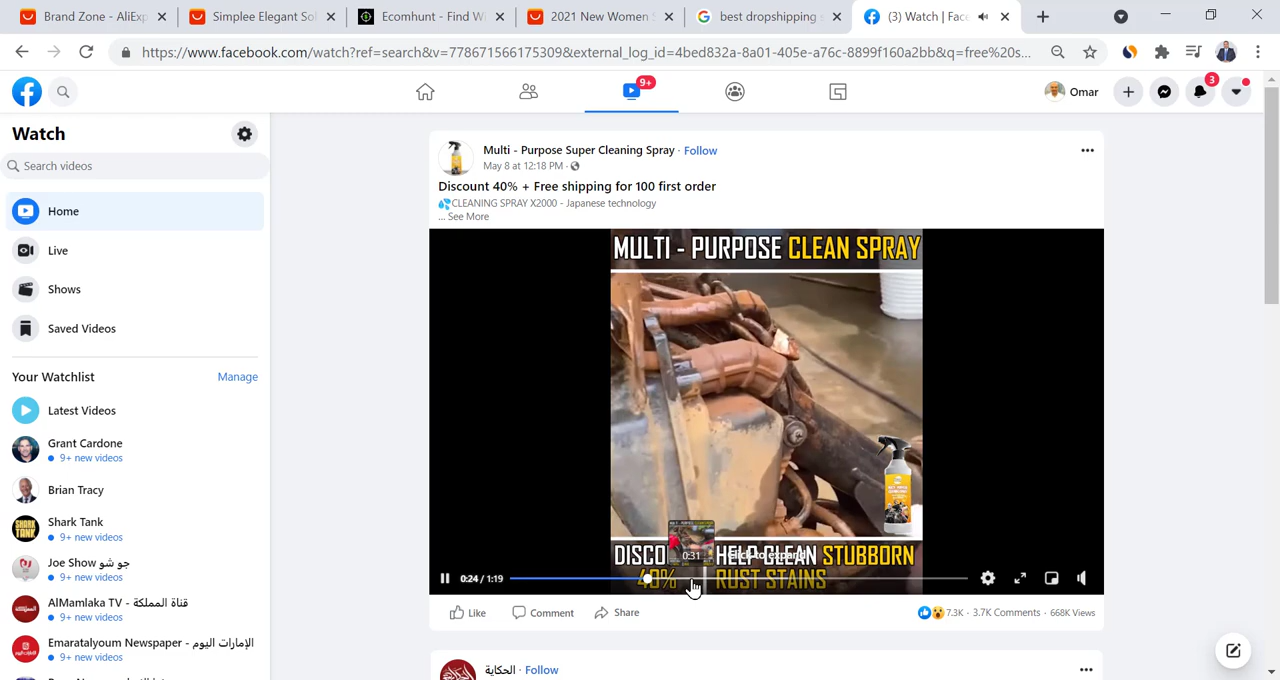 Brand Zone - AliExp
Simplee Elegant Sol
Ecomhunt - Find W
2021 New Women S
best dropshipping s
(3) Watch | Face
https://www.facebook.com/watch?ref=search&v=778671566175309&external_log_id=4bed832a-8a01-405e-a76c-8899f160a2bb&q=free%20s...
9+
Omar
3
Watch
Search videos
Home
Live
Shows
Saved Videos
Your Watchlist
Manage
Latest Videos
Grant Cardone
9+ new videos
Brian Tracy
Shark Tank
9+ new videos
Joe Show جو شو
9+ new videos
AlMamlaka TV - قناة المملكة
9+ new videos
Emaratalyoum Newspaper - الإمارات اليوم
9+ new videos
Multi - Purpose Super Cleaning Spray · Follow
May 8 at 12:18 PM ·
Discount 40% + Free shipping for 100 first order
💦CLEANING SPRAY X2000 - Japanese technology
... See More
MULTI - PURPOSE CLEAN SPRAY
0:31
Click to expand
HELP CLEAN STUBBORN
40% RUST STAINS
0:24 / 1:19
Like
Comment
Share
7.3K · 3.7K Comments · 668K Views
الحكاية · Follow